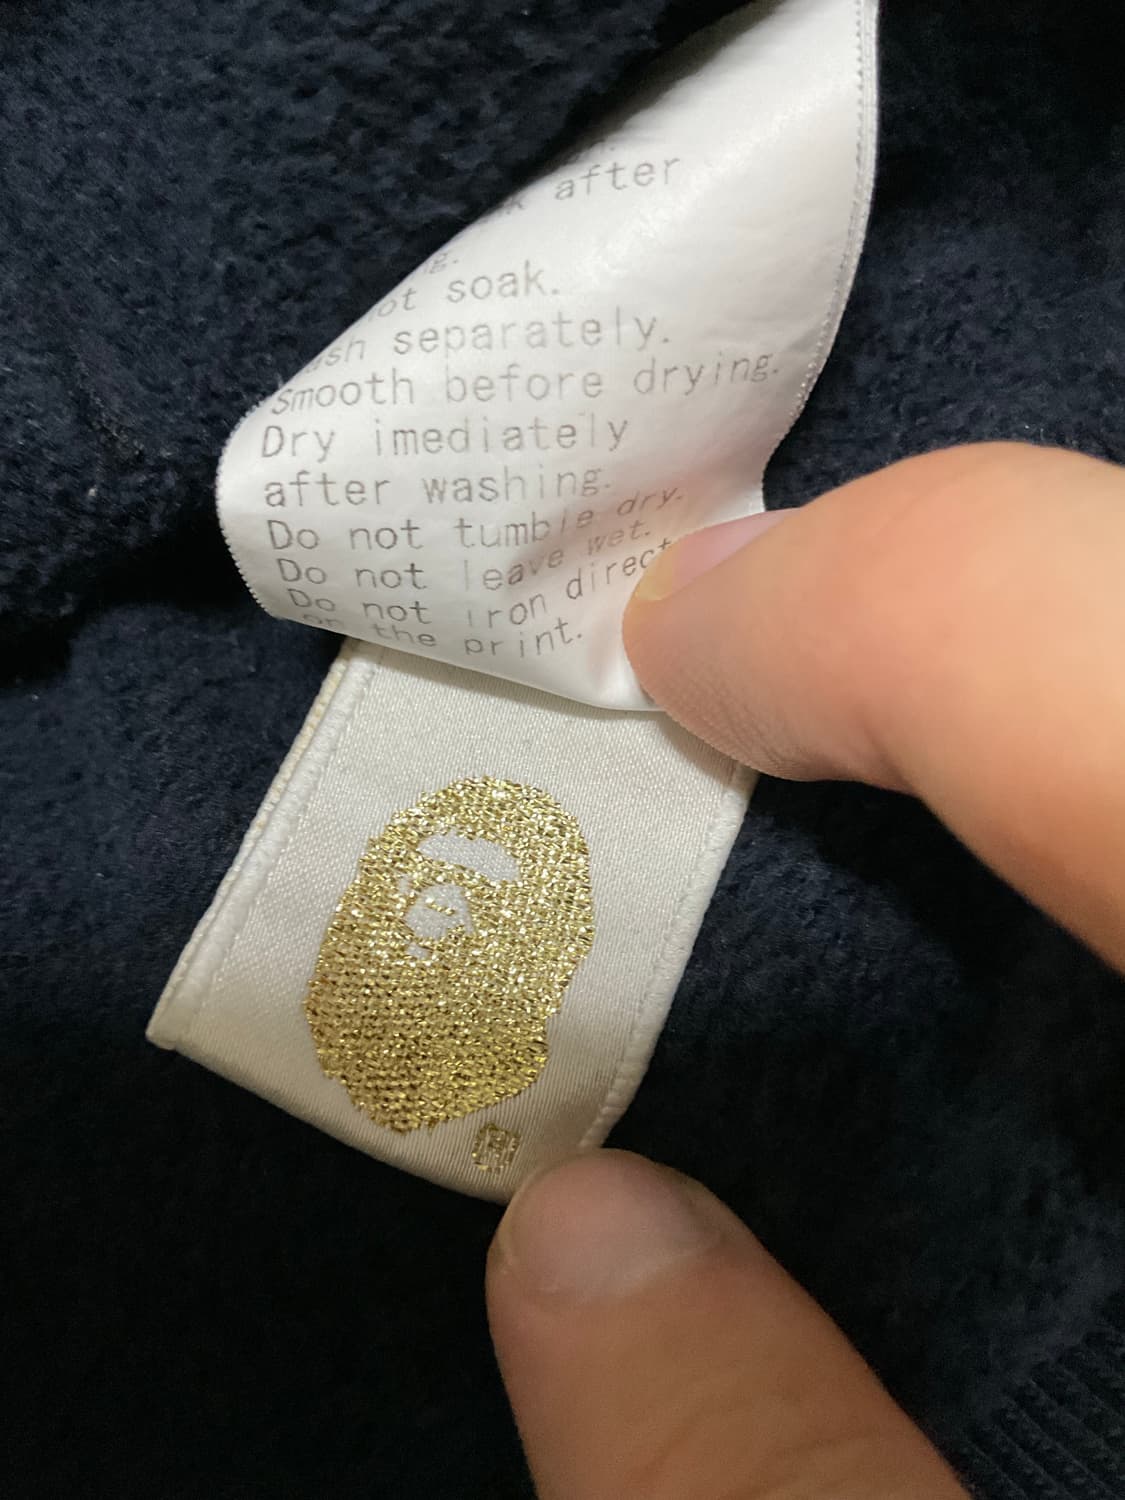 after
soak.
separately.
Smooth before drying.
Dry imediately
after washing.
Do not tumble dry.
Do not leave wet.
Do not iron direct
on the print.